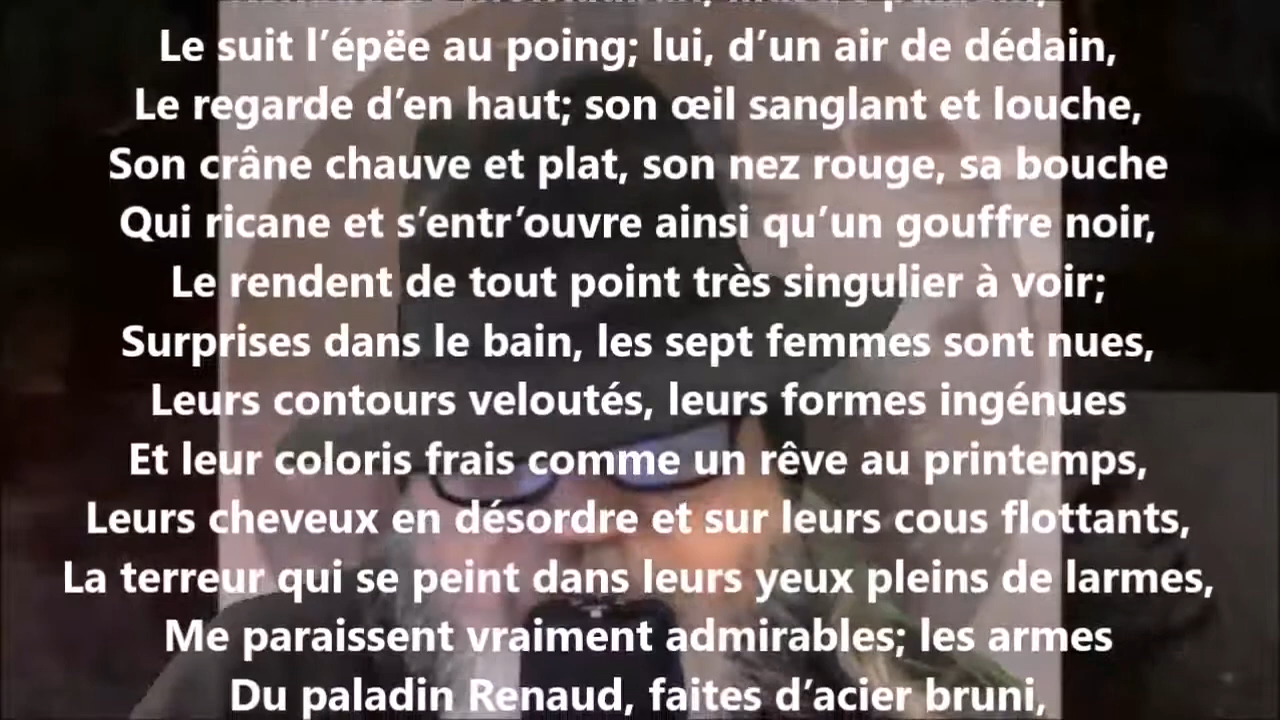 Le suit l’épëe au poing; lui, d’un air de dédain,
Le regarde d’en haut; son œil sanglant et louche,
Son crâne chauve et plat, son nez rouge, sa bouche
Qui ricane et s’entr’ouvre ainsi qu’un gouffre noir,
Le rendent de tout point très singulier à voir;
Surprises dans le bain, les sept femmes sont nues,
Leurs contours veloutés, leurs formes ingénues
Et leur coloris frais comme un rêve au printemps,
Leurs cheveux en désordre et sur leurs cous flottants,
La terreur qui se peint dans leurs yeux pleins de larmes,
Me paraissent vraiment admirables; les armes
Du paladin Renaud, faites d’acier bruni,